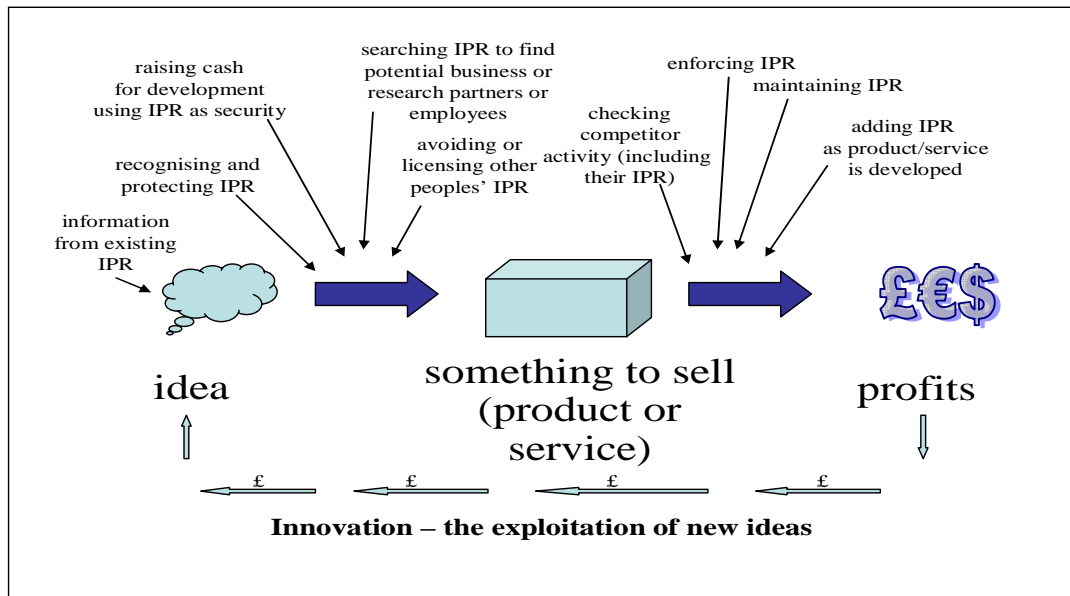 raising cash
for development
using IPR as security
searching IPR to find
potential business or
research partners or
employees
enforcing IPR
maintaining IPR
checking
competitor
activity (including
their IPR)
adding IPR
as product/service
is developed
avoiding or
licensing other
peoples’ IPR
recognising and
protecting IPR
information
from existing
IPR
£€$
idea
something to sell
(product or
service)
profits
£
£
£
£
Innovation – the exploitation of new ideas